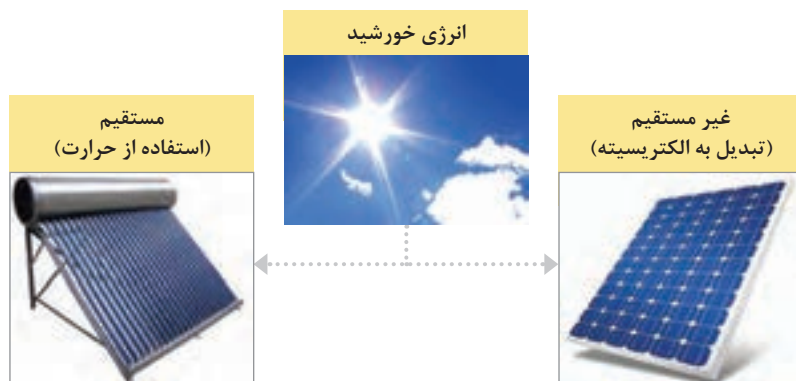 انرژی خورشید
غیر مستقیم
(تبدیل به الکتریسیته)
مستقیم
(استفاده از حرارت)